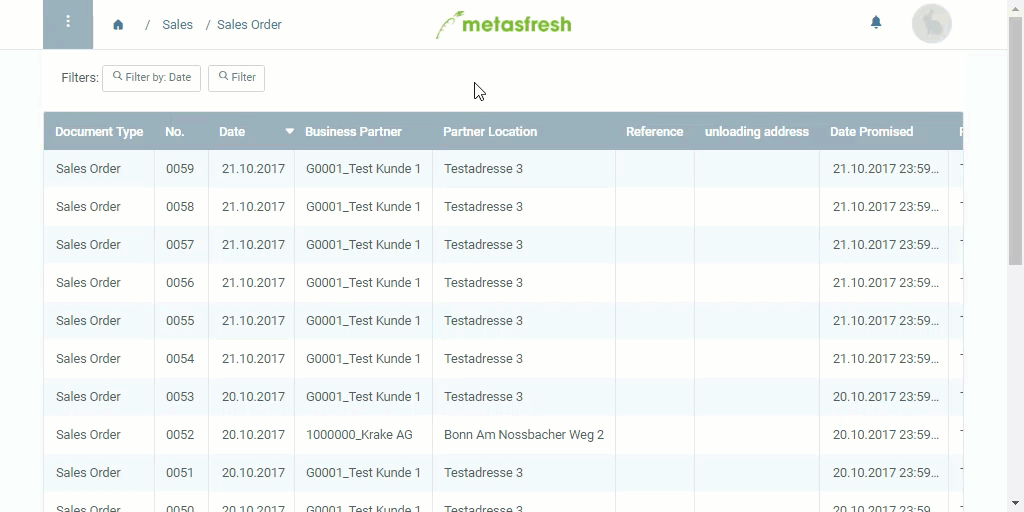 / Sales / Sales Order
metasfresh
Filters: Filter by: Date Filter
Document Type No. Date Business Partner Partner Location Reference unloading address Date Promised
Sales Order 0059 21.10.2017 G0001_Test Kunde 1 Testadresse 3 21.10.2017 23:59...
Sales Order 0058 21.10.2017 G0001_Test Kunde 1 Testadresse 3 21.10.2017 23:59...
Sales Order 0057 21.10.2017 G0001_Test Kunde 1 Testadresse 3 21.10.2017 23:59...
Sales Order 0056 21.10.2017 G0001_Test Kunde 1 Testadresse 3 21.10.2017 23:59...
Sales Order 0055 21.10.2017 G0001_Test Kunde 1 Testadresse 3 21.10.2017 23:59...
Sales Order 0054 21.10.2017 G0001_Test Kunde 1 Testadresse 3 21.10.2017 23:59...
Sales Order 0053 20.10.2017 G0001_Test Kunde 1 Testadresse 3 20.10.2017 23:59...
Sales Order 0052 20.10.2017 1000000_Krake AG Bonn Am Nossbacher Weg 2 20.10.2017 23:59...
Sales Order 0051 20.10.2017 G0001_Test Kunde 1 Testadresse 3 20.10.2017 23:59...
Sales Order 0050 20.10.2017 G0001_Test Kunde 1 Testadresse 3 20.10.2017 23:59...